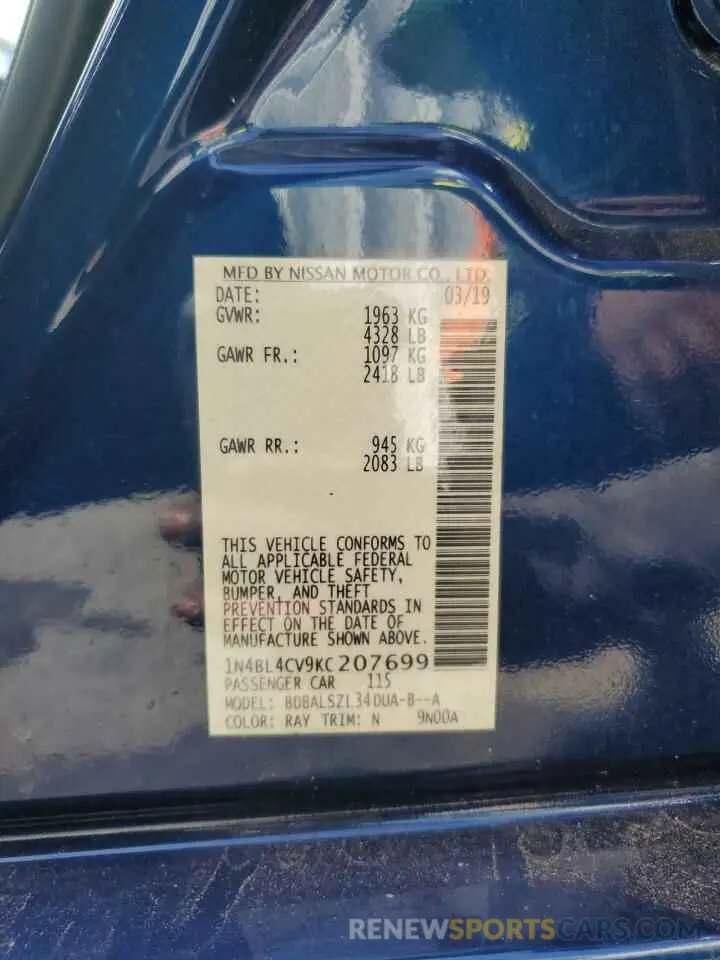 MFD BY NISSAN MOTOR CO., LTD.
DATE: 03/19
GVWR: 1963 KG
4328 LB
GAWR FR.: 1097 KG
2418 LB
GAWR RR.: 945 KG
2083 LB
THIS VEHICLE CONFORMS TO
ALL APPLICABLE FEDERAL
MOTOR VEHICLE SAFETY,
BUMPER, AND THEFT
PREVENTION STANDARDS IN
EFFECT ON THE DATE OF
MANUFACTURE SHOWN ABOVE.
1N4BL4CV9KC207699
PASSENGER CAR 115
MODEL: BDBALSZL34DUA-B--A
COLOR: RAY TRIM: N 9N00A
RENEWSPORTSCARS.COM